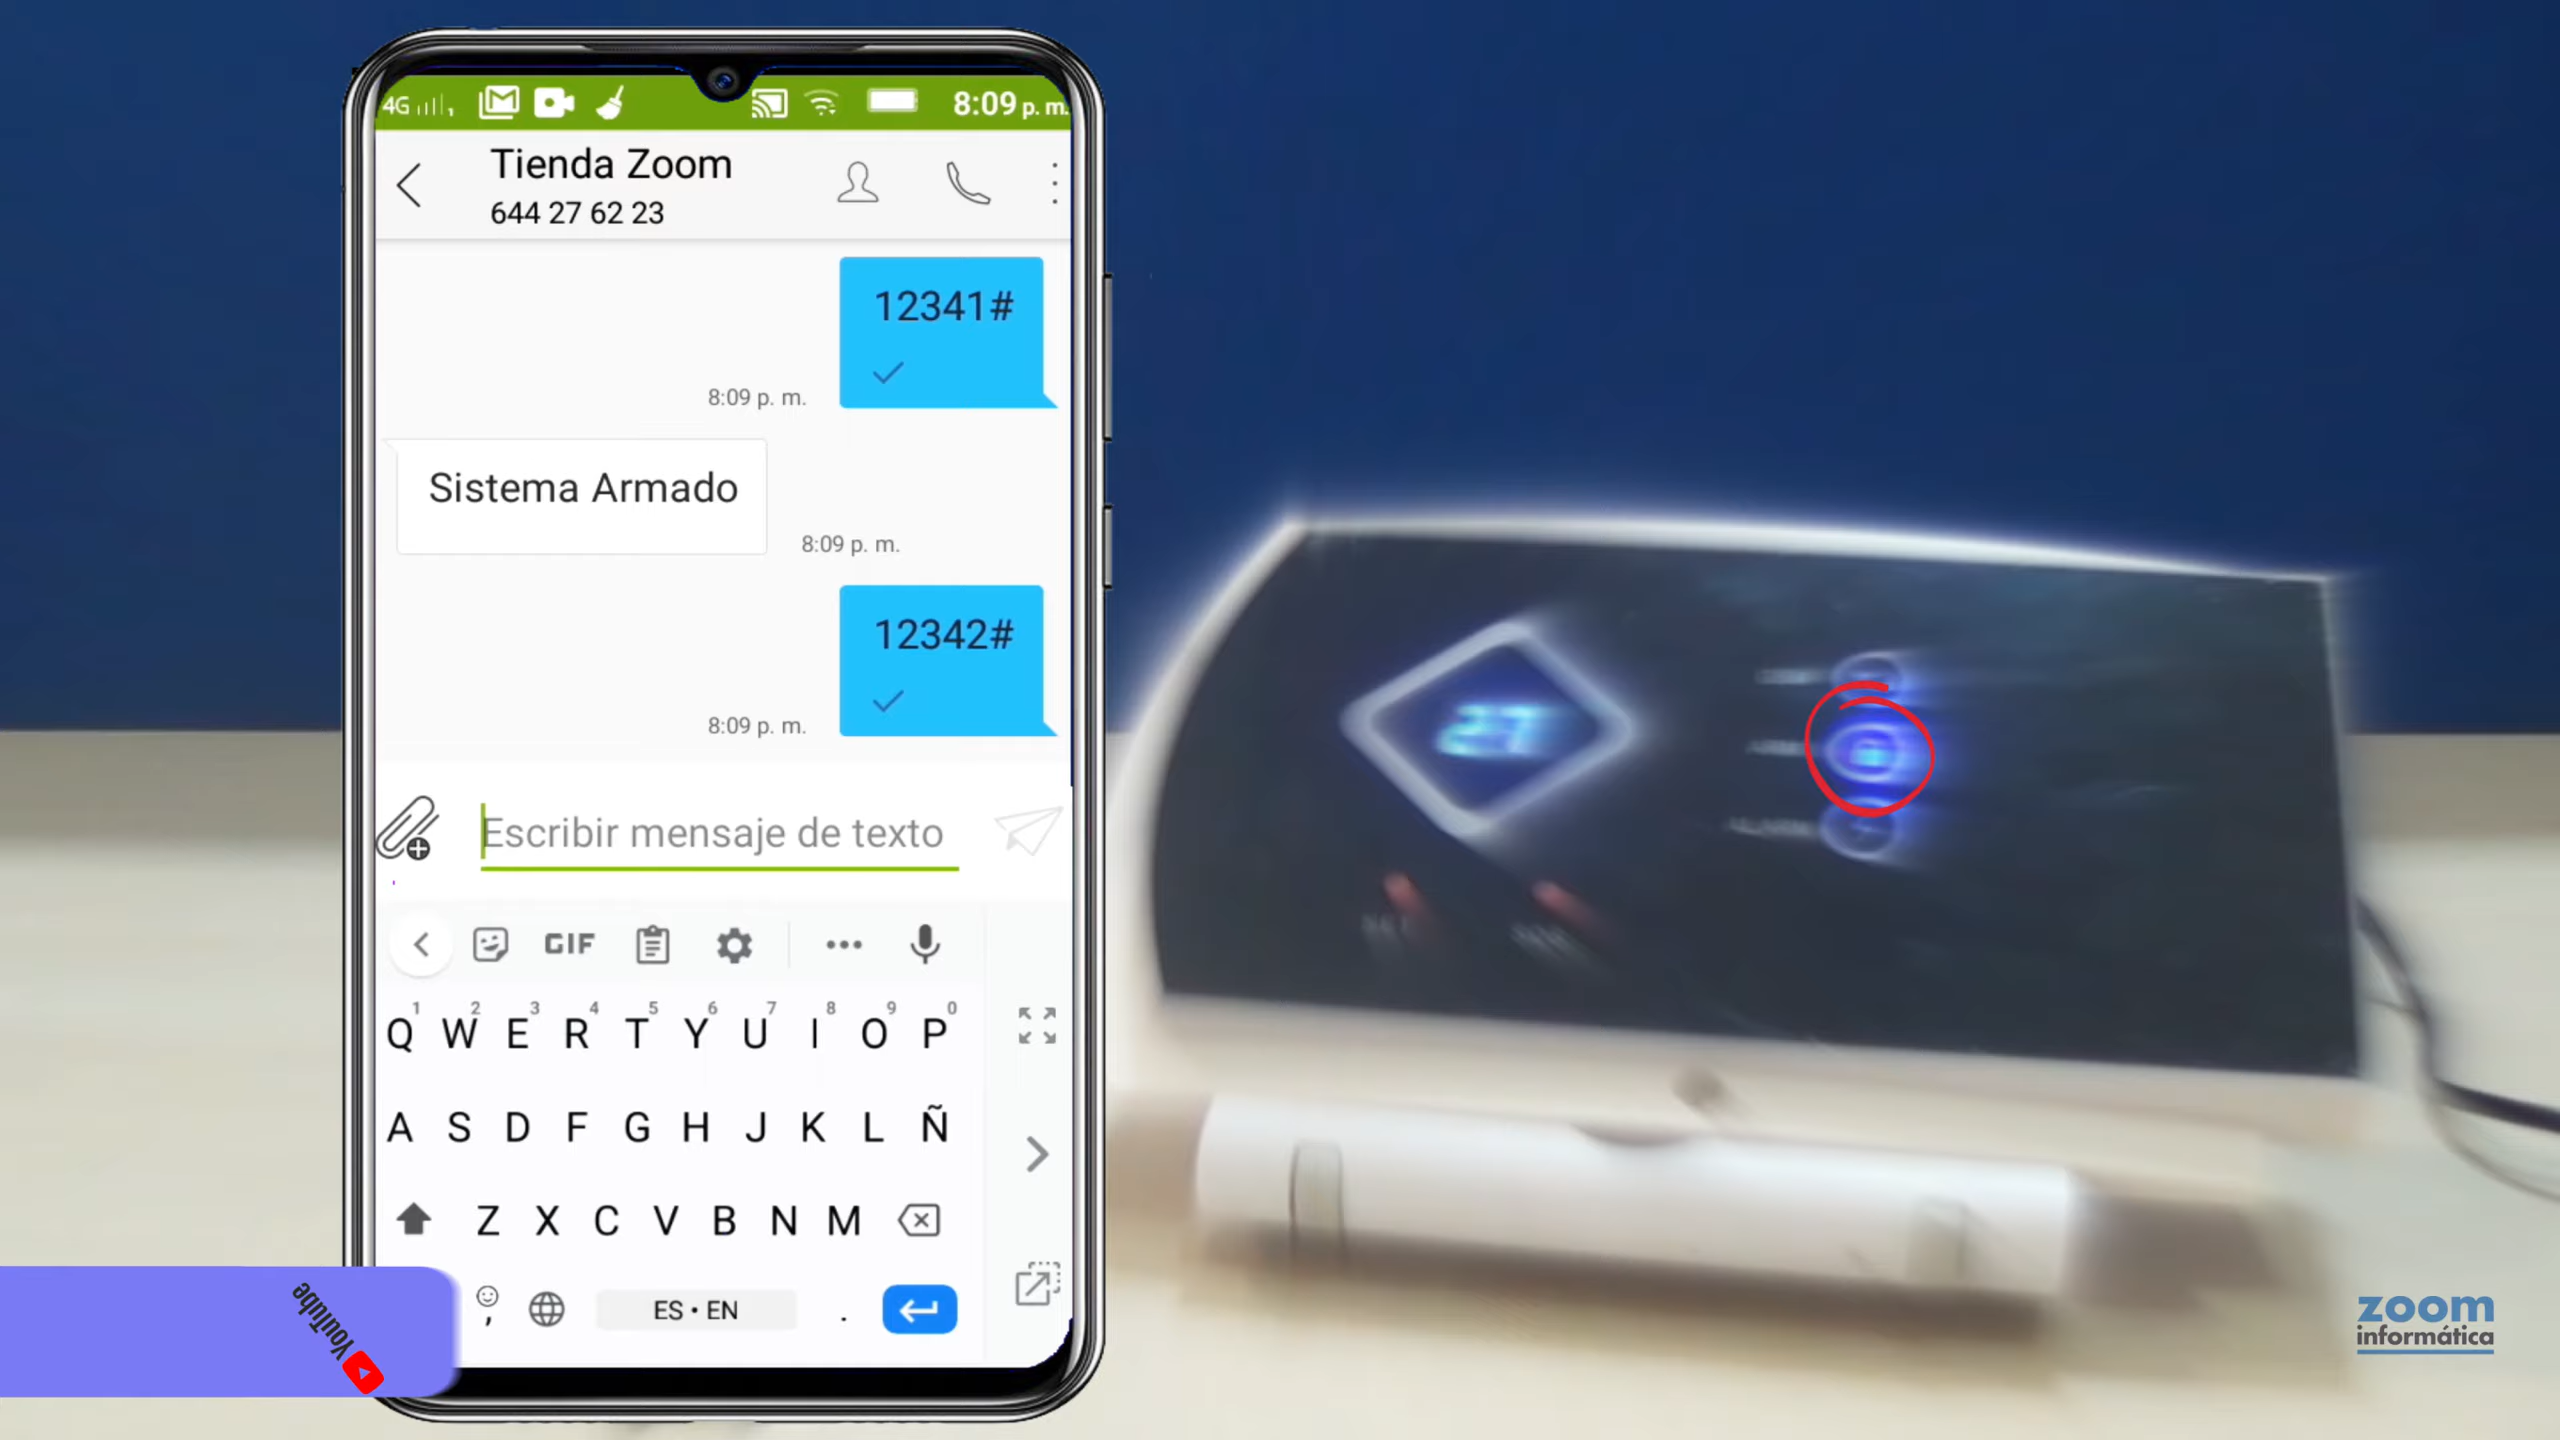 4G
8:09 p. m.
Tienda Zoom
644 27 62 23
12341#
8:09 p. m.
Sistema Armado
8:09 p. m.
12342#
8:09 p. m.
Escribir mensaje de texto
GIF
1 2 3 4 5 6 7 8 9 0
Q W E R T Y U I O P
A S D F G H J K L Ñ
Z X C V B N M
, ES • EN .
27
YouTube
zoom
informática